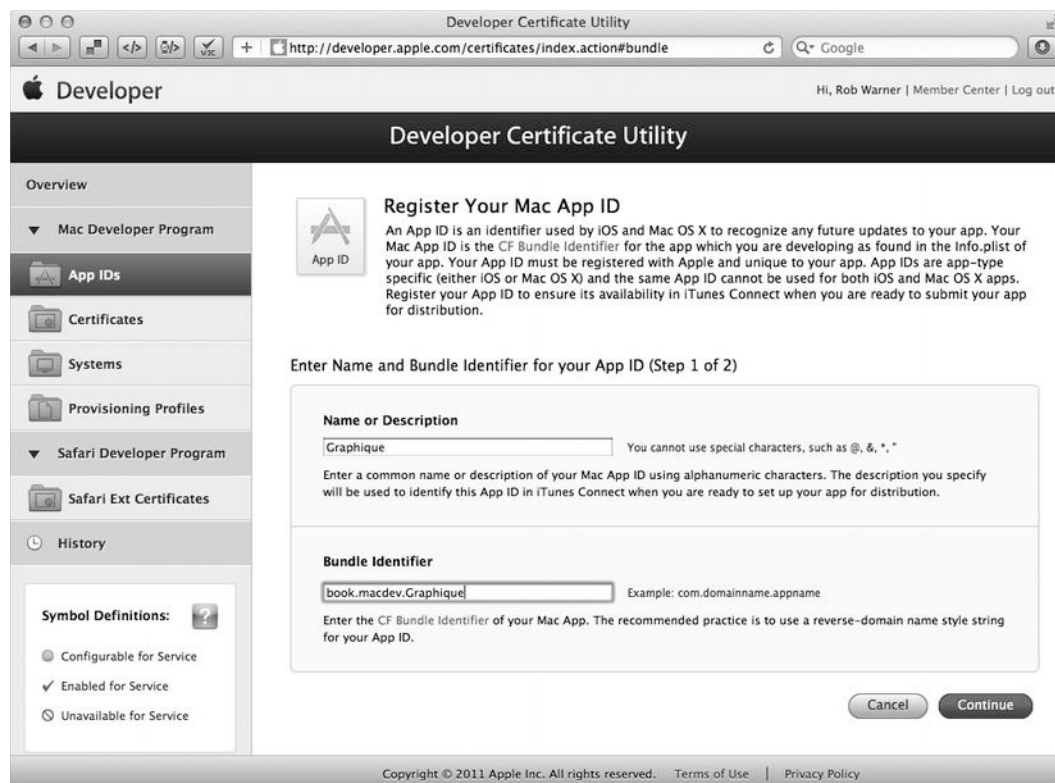 Developer Certificate Utility
http://developer.apple.com/certificates/index.action#bundle
Google
Developer
Hi, Rob Warner | Member Center | Log out
Developer Certificate Utility
Overview
Mac Developer Program
App IDs
Certificates
Systems
Provisioning Profiles
Safari Developer Program
Safari Ext Certificates
History
Symbol Definitions: ?
Configurable for Service
Enabled for Service
Unavailable for Service
App ID
Register Your Mac App ID
An App ID is an identifier used by iOS and Mac OS X to recognize any future updates to your app. Your
Mac App ID is the CF Bundle Identifier for the app which you are developing as found in the Info.plist of
your app. Your App ID must be registered with Apple and unique to your app. App IDs are app-type
specific (either iOS or Mac OS X) and the same App ID cannot be used for both iOS and Mac OS X apps.
Register your App ID to ensure its availability in iTunes Connect when you are ready to submit your app
for distribution.
Enter Name and Bundle Identifier for your App ID (Step 1 of 2)
Name or Description
Graphique
You cannot use special characters, such as @, &, *, "
Enter a common name or description of your Mac App ID using alphanumeric characters. The description you specify
will be used to identify this App ID in iTunes Connect when you are ready to set up your app for distribution.
Bundle Identifier
book.macdev.Graphique
Example: com.domainname.appname
Enter the CF Bundle Identifier of your Mac App. The recommended practice is to use a reverse-domain name style string
for your App ID.
Cancel
Continue
Copyright © 2011 Apple Inc. All rights reserved. Terms of Use | Privacy Policy